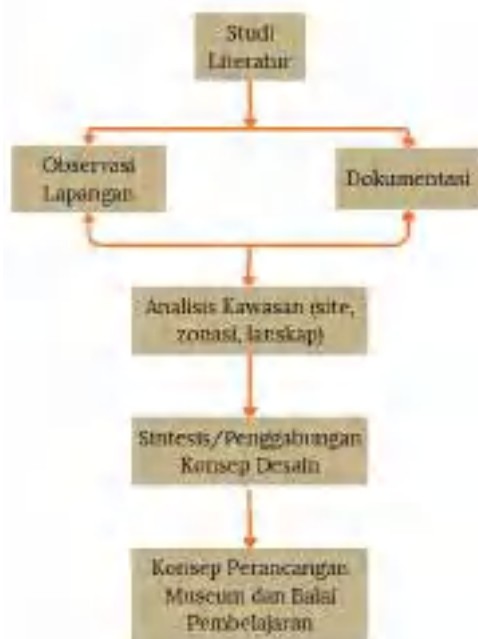 Studi
Literatur
Observasi
Lapangan
Dokumentasi
Analisis Kawasan (site,
zonasi, lanskap)
Sintesis/Penggabungan
Konsep Desain
Konsep Perancangan
Museum dan Balai
Pembelajaran